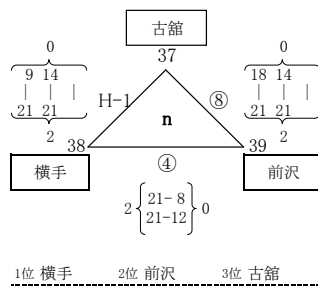 古舘
37
0
9 14
| | |
21 21
2
H-1
n
⑧
0
18 14
| | |
21 21
2
38
④
39
横手
前沢
2 { 21- 8 } 0
21-12
1位 横手 2位 前沢 3位 古舘